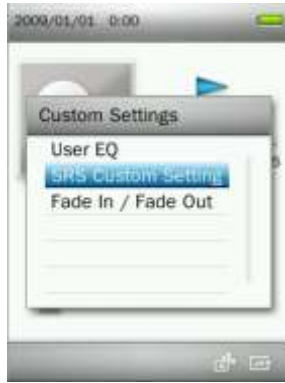 2009/01/01 0:00
Custom Settings
User EQ
SRS Custom Setting
Fade In / Fade Out